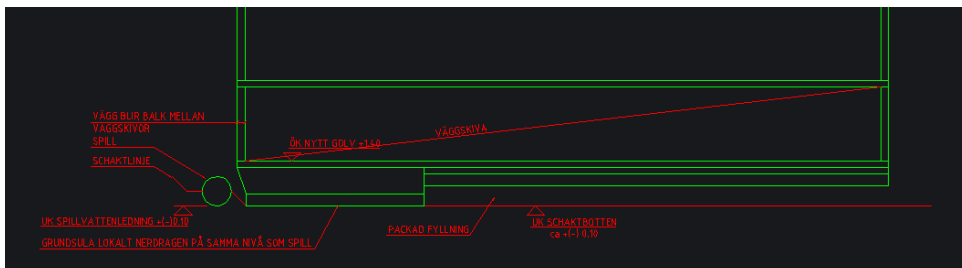 VÄGG BLIR BALK MELLAN
VÄGGSKIVOR
SPILL
SCHAKTLINJE
ÖK NYTT GOLV +1.40
VÄGGSKIVA
UK SPILLVATTENLEDNING +(-)0.10
GRUNDSULA LOKALT NERDRAGEN PÅ SAMMA NIVÅ SOM SPILL
PACKAD FYLLNING
UK SCHAKTBOTTEN
ca +(-) 0.10